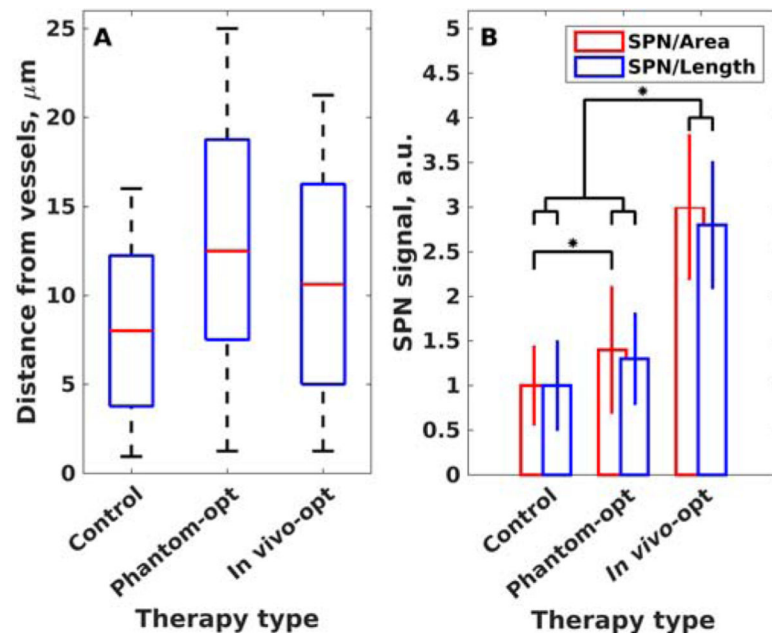 A
Distance from vessels, μm
25
20
15
10
5
0
Control
Phantom-opt
In vivo-opt
Therapy type
B
SPN/Area
SPN/Length
SPN signal, a.u.
5
4.5
4
3.5
3
2.5
2
1.5
1
0.5
0
*
*
Control
Phantom-opt
In vivo-opt
Therapy type